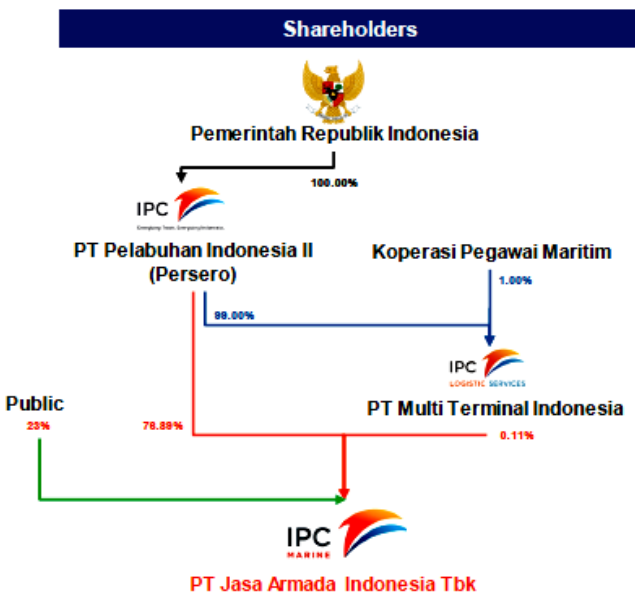 Shareholders
Pemerintah Republik Indonesia
100.00%
IPC
PT Pelabuhan Indonesia II
(Persero)
Koperasi Pegawai Maritim
1.00%
99.00%
IPC
LOGISTIC SERVICES
PT Multi Terminal Indonesia
Public
23%
76.89%
0.11%
IPC
MARINE
PT Jasa Armada Indonesia Tbk